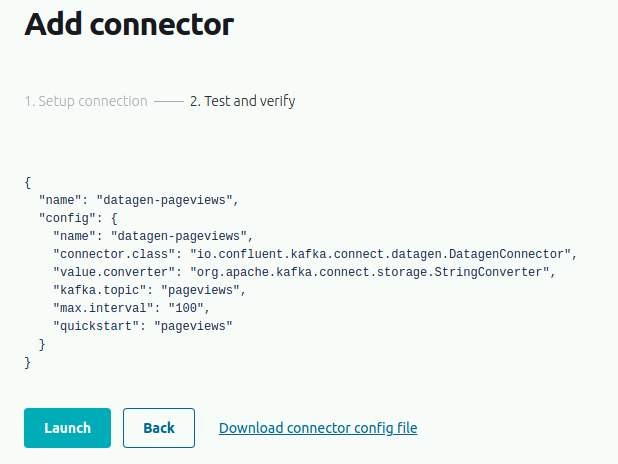 Add connector
1. Setup connection 2. Test and verify
{
  "name": "datagen-pageviews",
  "config": {
    "name": "datagen-pageviews",
    "connector.class": "io.confluent.kafka.connect.datagen.DatagenConnector",
    "value.converter": "org.apache.kafka.connect.storage.StringConverter",
    "kafka.topic": "pageviews",
    "max.interval": "100",
    "quickstart": "pageviews"
  }
}
Launch Back Download connector config file